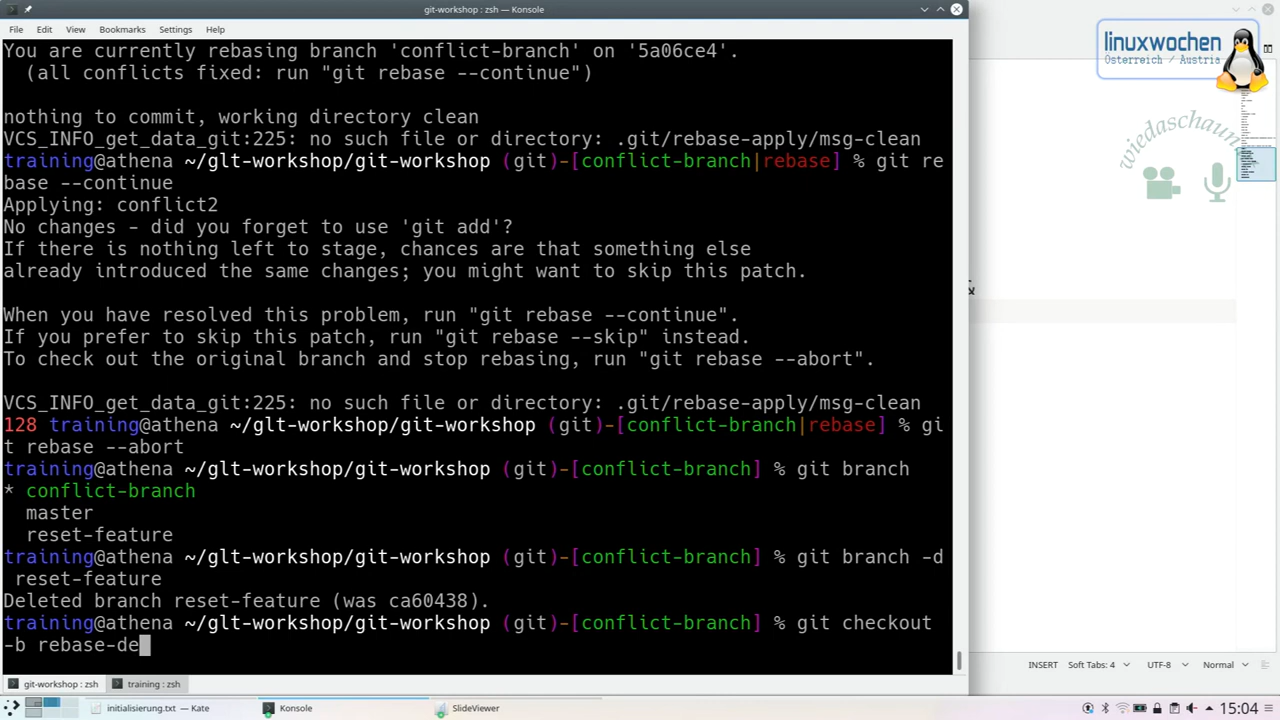 git-workshop : zsh — Konsole
File Edit View Bookmarks Settings Help
You are currently rebasing branch 'conflict-branch' on '5a06ce4'.
  (all conflicts fixed: run "git rebase --continue")
nothing to commit, working directory clean
VCS_INFO_get_data_git:225: no such file or directory: .git/rebase-apply/msg-clean
training@athena ~/glt-workshop/git-workshop (git)-[conflict-branch|rebase] % git re
base --continue
Applying: conflict2
No changes - did you forget to use 'git add'?
If there is nothing left to stage, chances are that something else
already introduced the same changes; you might want to skip this patch.
When you have resolved this problem, run "git rebase --continue".
If you prefer to skip this patch, run "git rebase --skip" instead.
To check out the original branch and stop rebasing, run "git rebase --abort".
VCS_INFO_get_data_git:225: no such file or directory: .git/rebase-apply/msg-clean
128 training@athena ~/glt-workshop/git-workshop (git)-[conflict-branch|rebase] % gi
t rebase --abort
training@athena ~/glt-workshop/git-workshop (git)-[conflict-branch] % git branch
* conflict-branch
  master
  reset-feature
training@athena ~/glt-workshop/git-workshop (git)-[conflict-branch] % git branch -d
 reset-feature
Deleted branch reset-feature (was ca60438).
training@athena ~/glt-workshop/git-workshop (git)-[conflict-branch] % git checkout
-b rebase-de
linuxwochen
Österreich / Austria
wiedaschaun
&
INSERT Soft Tabs: 4 UTF-8 Normal
git-workshop : zsh training : zsh
initialisierung.txt — Kate Konsole SlideViewer 15:04